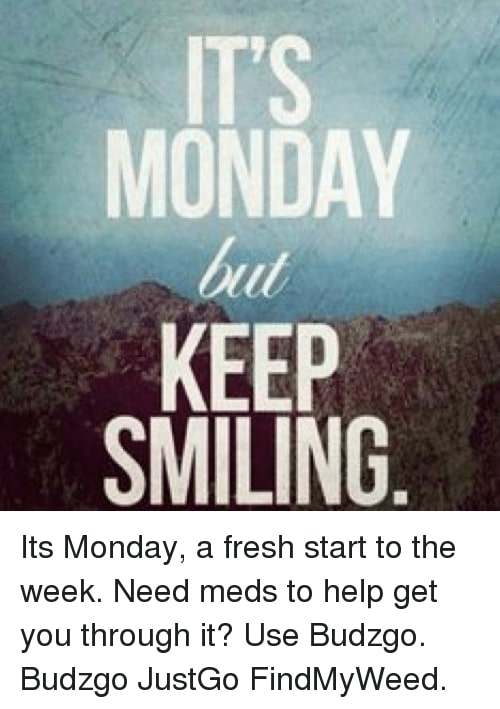 IT'S
MONDAY
but
KEEP
SMILING.
Its Monday, a fresh start to the
week. Need meds to help get
you through it? Use Budzgo.
Budzgo JustGo FindMyWeed.